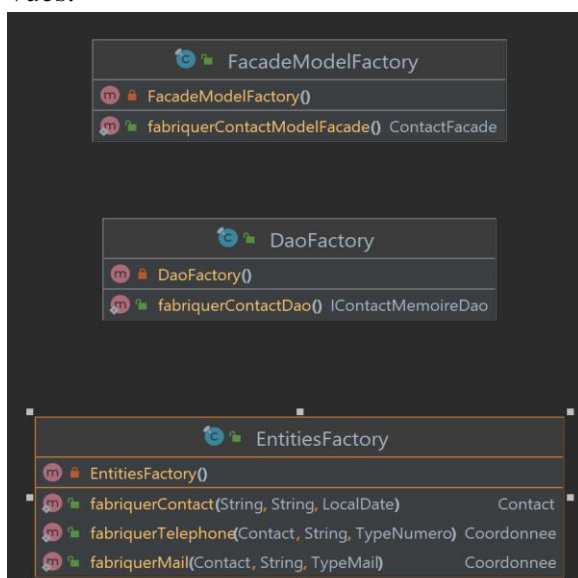 FacadeModelFactory
FacadeModelFactory()
fabriquerContactModelFacade() ContactFacade
DaoFactory
DaoFactory()
fabriquerContactDao() IContactMemoireDao
EntitiesFactory
EntitiesFactory()
fabriquerContact(String, String, LocalDate) Contact
fabriquerTelephone(Contact, String, TypeNumero) Coordonnee
fabriquerMail(Contact, String, TypeMail) Coordonnee